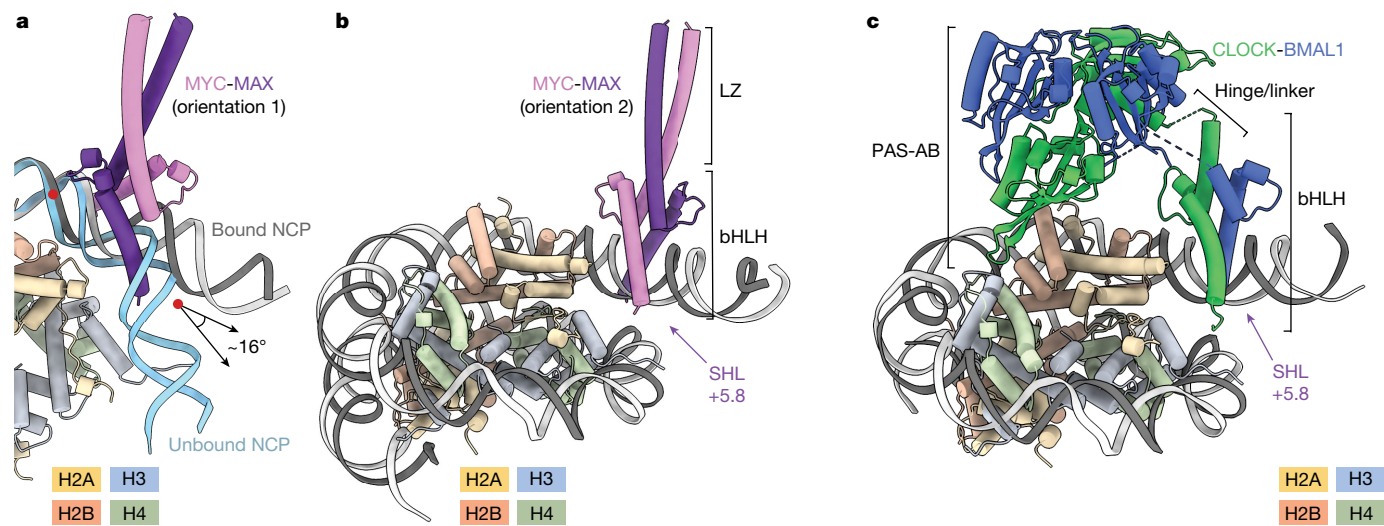 a
MYC-MAX
(orientation 1)
Bound NCP
~16°
Unbound NCP
H2A H3
H2B H4
b
MYC-MAX
(orientation 2)
LZ
bHLH
SHL
+5.8
H2A H3
H2B H4
c
CLOCK-BMAL1
Hinge/linker
PAS-AB
bHLH
SHL
+5.8
H2A H3
H2B H4